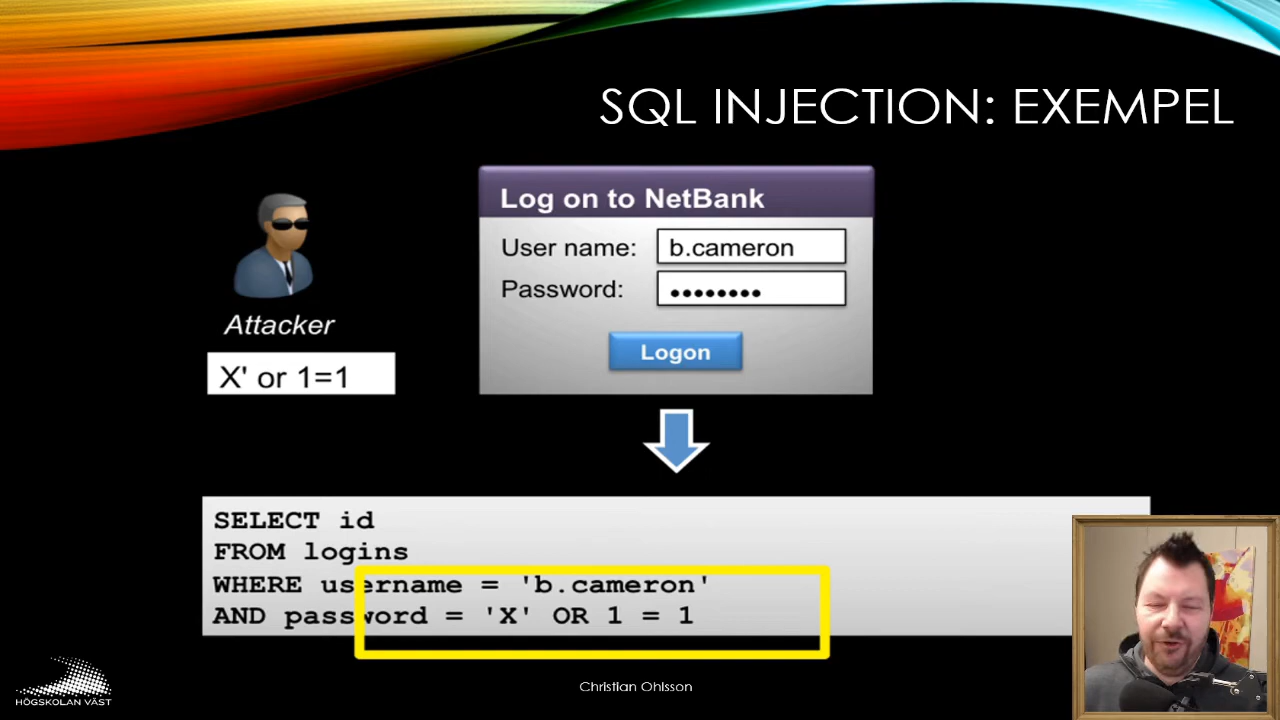 SQL INJECTION: EXEMPEL
Log on to NetBank
User name: b.cameron
Password: ••••••••
Logon
Attacker
X' or 1=1
SELECT id
FROM logins
WHERE username = 'b.cameron'
AND password = 'X' OR 1 = 1
HÖGSKOLAN VÄST
Christian Ohlsson